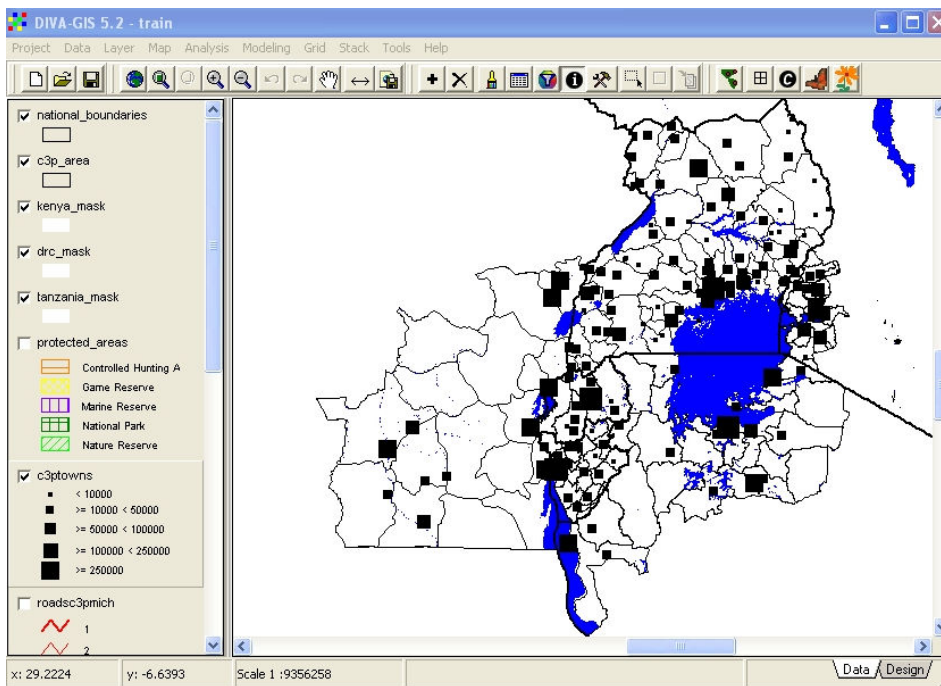 DIVA-GIS 5.2 - train
Project Data Layer Map Analysis Modeling Grid Stack Tools Help
national_boundaries
c3p_area
kenya_mask
drc_mask
tanzania_mask
protected_areas
Controlled Hunting A
Game Reserve
Marine Reserve
National Park
Nature Reserve
c3ptowns
< 10000
>= 10000 < 50000
>= 50000 < 100000
>= 100000 < 250000
>= 250000
roadsc3pmich
1
2
x: 29.2224 y: -6.6393 Scale 1 :9356258 Data Design